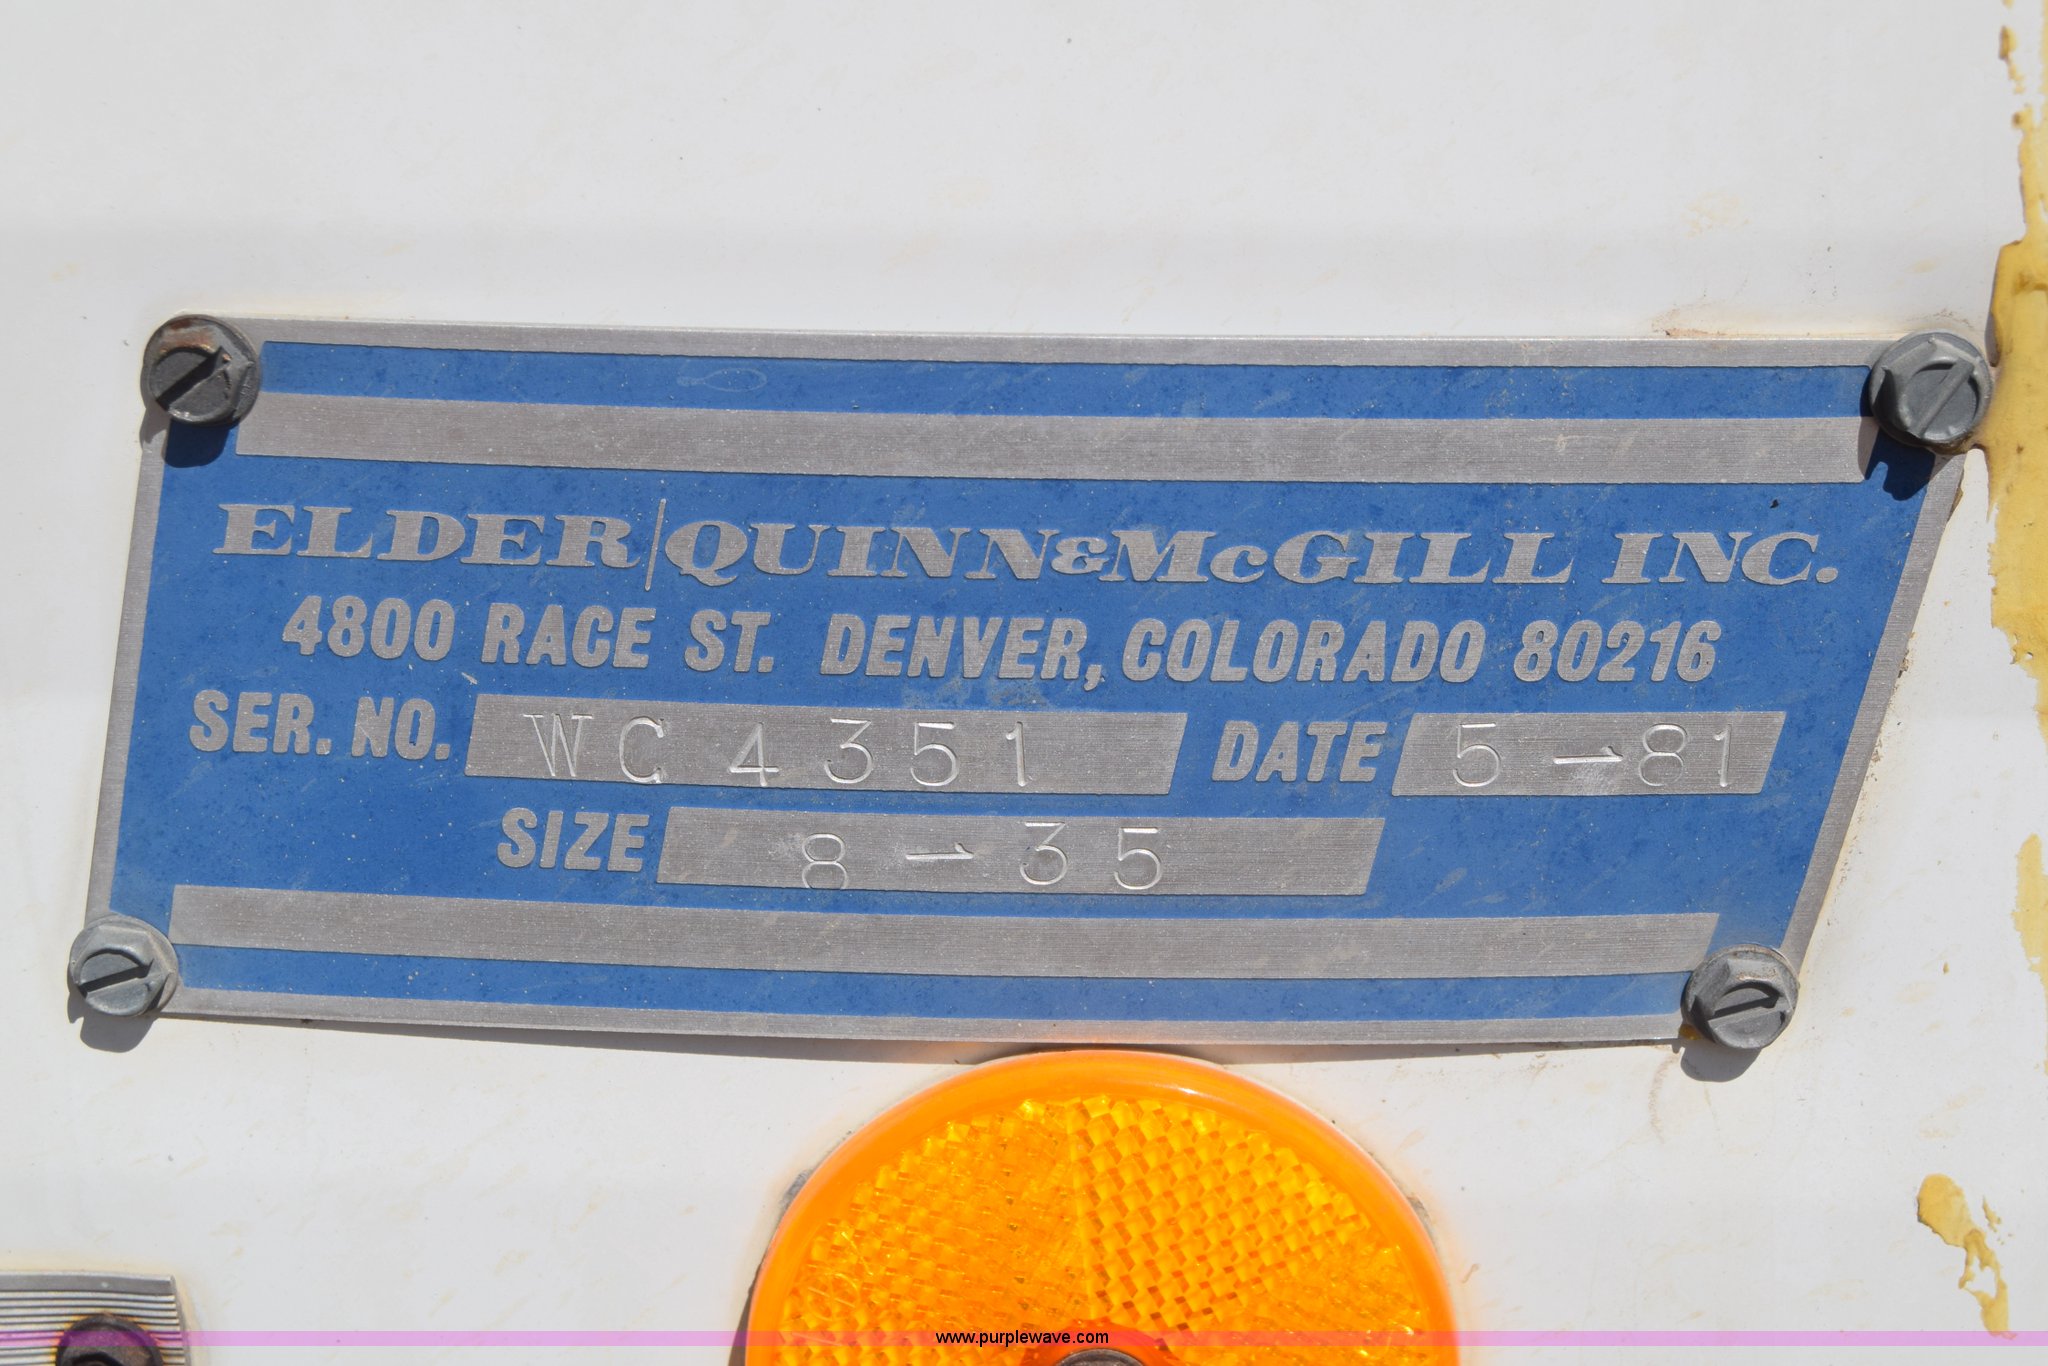 ELDER/QUINN&McGILL INC.
4800 RACE ST. DENVER, COLORADO 80216
SER. NO. WC 4351 DATE 5-81
SIZE 8-35
www.purplewave.com